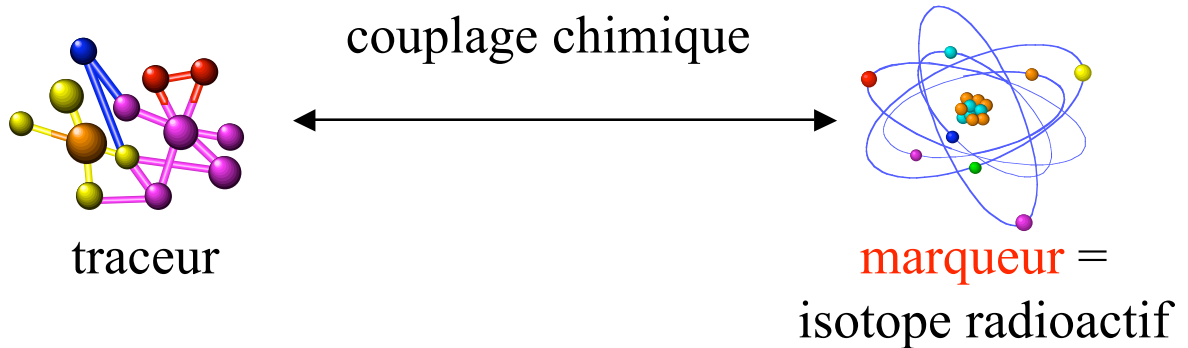 couplage chimique
traceur
marqueur =
isotope radioactif